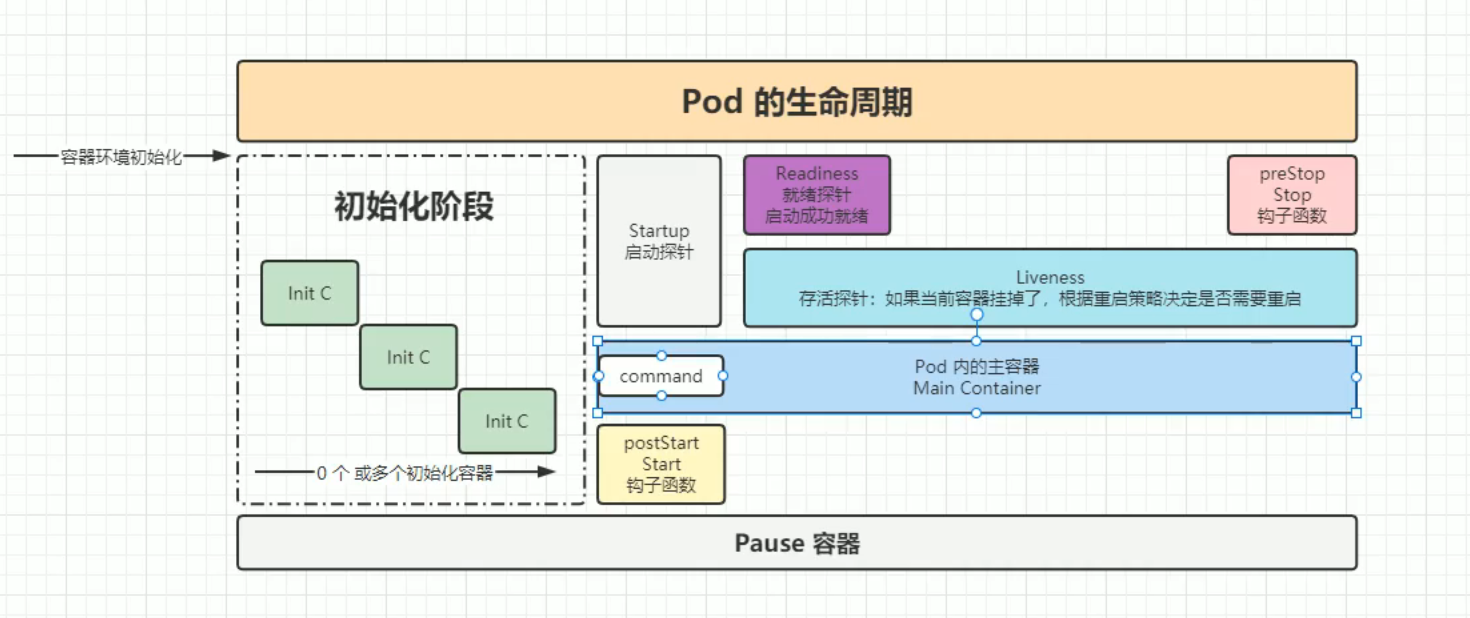 Pod 的生命周期
容器环境初始化
初始化阶段
Init C
Init C
Init C
0 个 或多个初始化容器
Startup
启动探针
Readiness
就绪探针
启动成功就绪
preStop
Stop
钩子函数
Liveness
存活探针：如果当前容器挂掉了，根据重启策略决定是否需要重启
command
Pod 内的主容器
Main Container
postStart
Start
钩子函数
Pause 容器